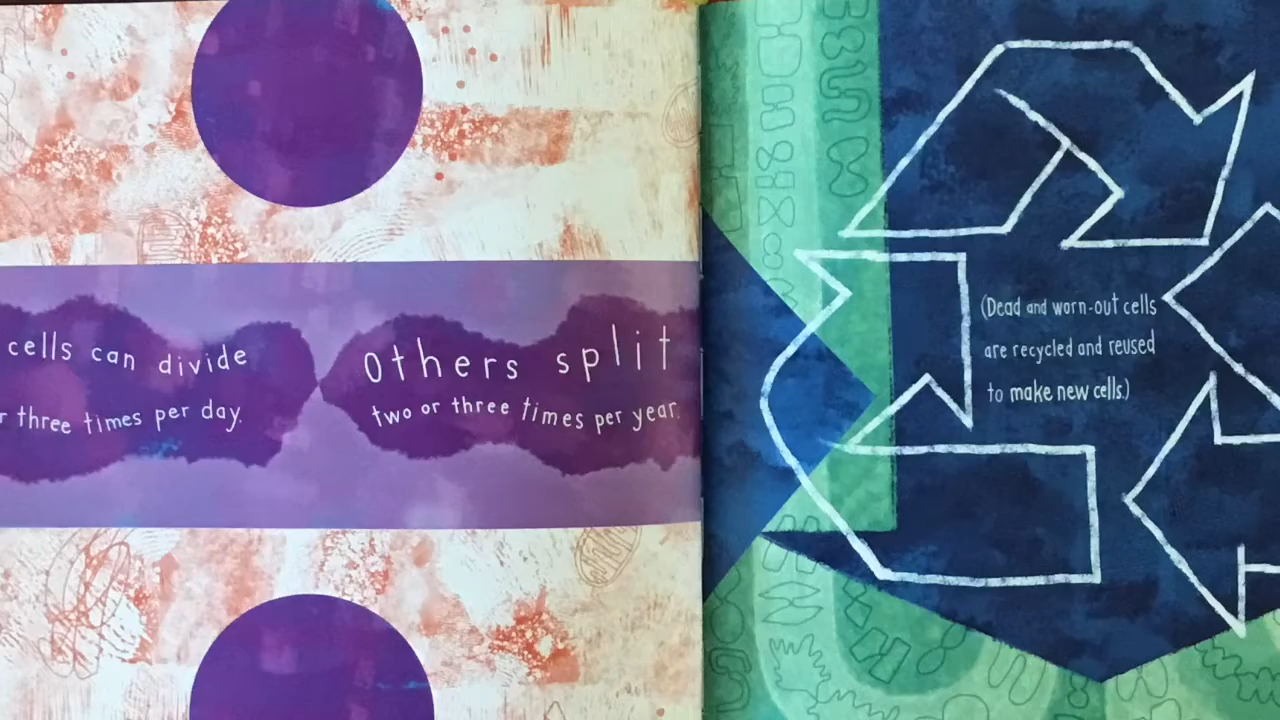 cells can divide
three times per day.
Others split
two or three times per year.
(Dead and worn-out cells
are recycled and reused
to make new cells.)